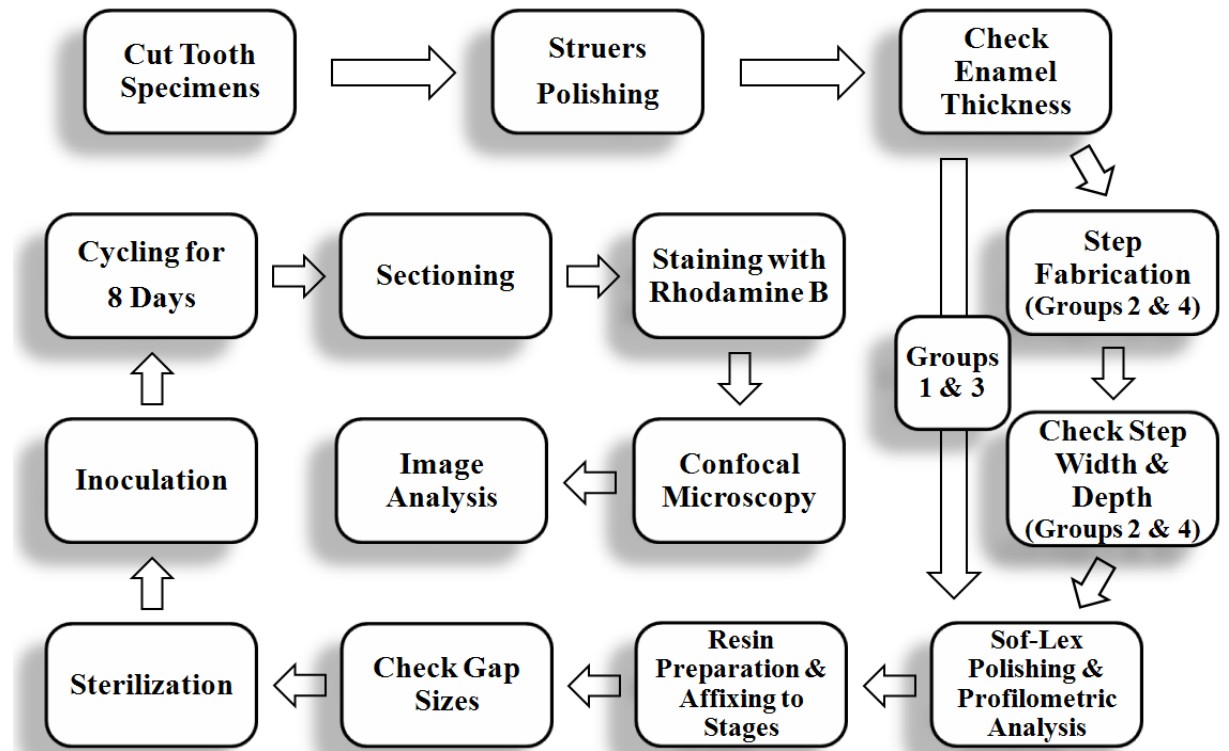 Cut Tooth
Specimens
Struers
Polishing
Check
Enamel
Thickness
Cycling for
8 Days
Sectioning
Staining with
Rhodamine B
Step
Fabrication
(Groups 2 & 4)
Groups
1 & 3
Inoculation
Image
Analysis
Confocal
Microscopy
Check Step
Width &
Depth
(Groups 2 & 4)
Sterilization
Check Gap
Sizes
Resin
Preparation &
Affixing to
Stages
Sof-Lex
Polishing &
Profilometric
Analysis